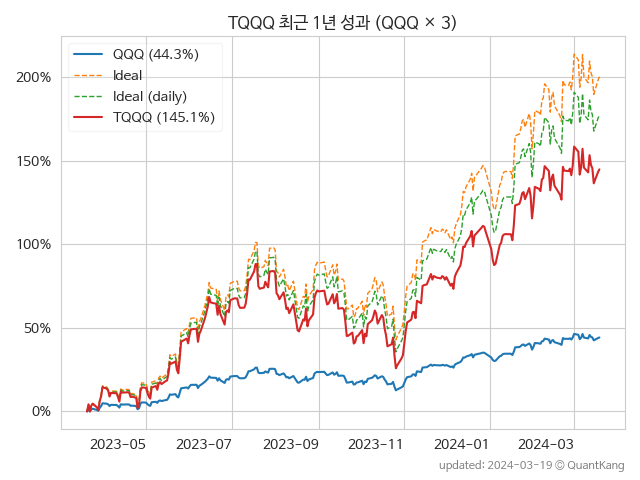 TQQQ 최근 1년 성과 (QQQ × 3)
QQQ (44.3%)
Ideal
Ideal (daily)
TQQQ (145.1%)
200%
150%
100%
50%
0%
2023-05 2023-07 2023-09 2023-11 2024-01 2024-03
updated: 2024-03-19 © QuantKang